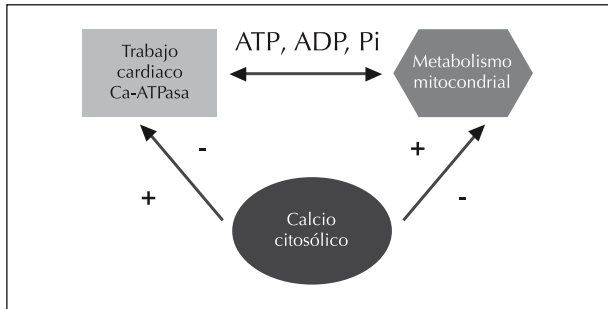 ATP, ADP, Pi
Trabajo
cardiaco
Ca-ATPasa
Metabolismo
mitocondrial
-
+
+
-
Calcio
citosólico